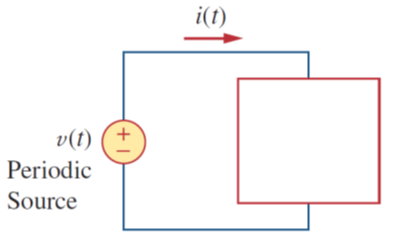 i(t)
v(t)
+
−
Periodic
Source